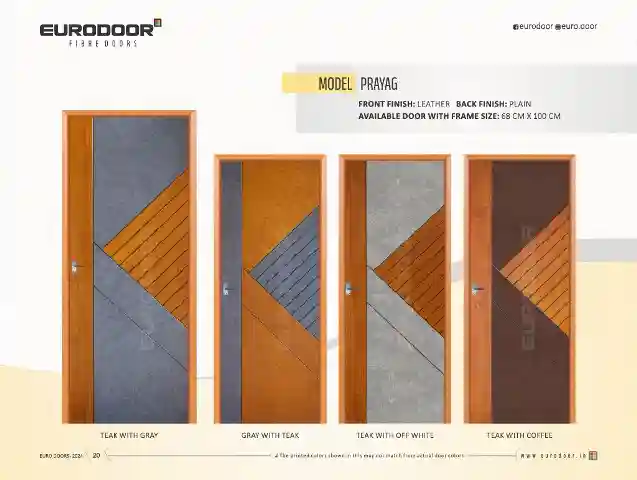 EURODOOR
FIBRE DOORS
eurodoor euro.door
MODEL PRAYAG
FRONT FINISH: LEATHER BACK FINISH: PLAIN
AVAILABLE DOOR WITH FRAME SIZE: 68 CM X 100 CM
TEAK WITH GRAY
GRAY WITH TEAK
TEAK WITH OFF WHITE
TEAK WITH COFFEE
EURO DOORS-2024
20
The printed colors shown in this may not match from actual door colors
www.eurodoor.in